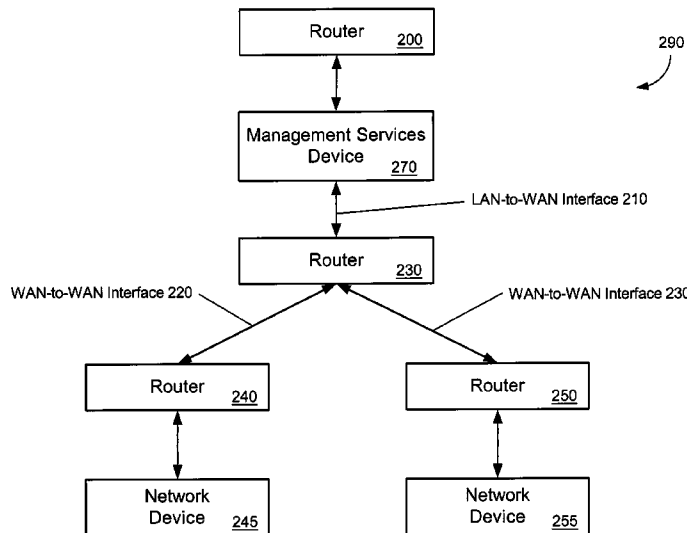 Router
200
290
Management Services
Device
270
LAN-to-WAN Interface 210
Router
230
WAN-to-WAN Interface 220
WAN-to-WAN Interface 230
Router
240
Router
250
Network
Device
245
Network
Device
255